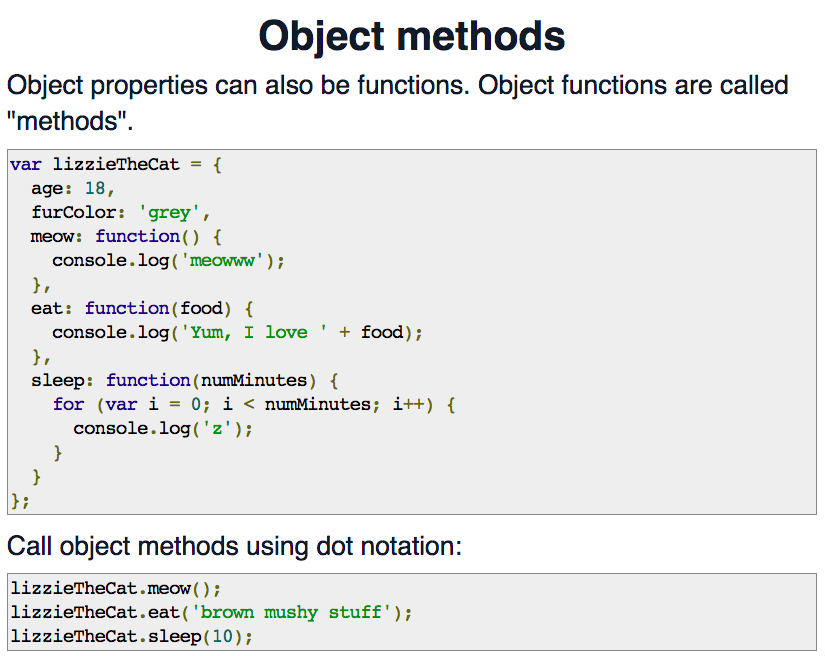 Object methods
Object properties can also be functions. Object functions are called
"methods".
var lizzieTheCat = {
  age: 18,
  furColor: 'grey',
  meow: function() {
    console.log('meowww');
  },
  eat: function(food) {
    console.log('Yum, I love ' + food);
  },
  sleep: function(numMinutes) {
    for (var i = 0; i < numMinutes; i++) {
      console.log('z');
    }
  }
};
Call object methods using dot notation:
lizzieTheCat.meow();
lizzieTheCat.eat('brown mushy stuff');
lizzieTheCat.sleep(10);